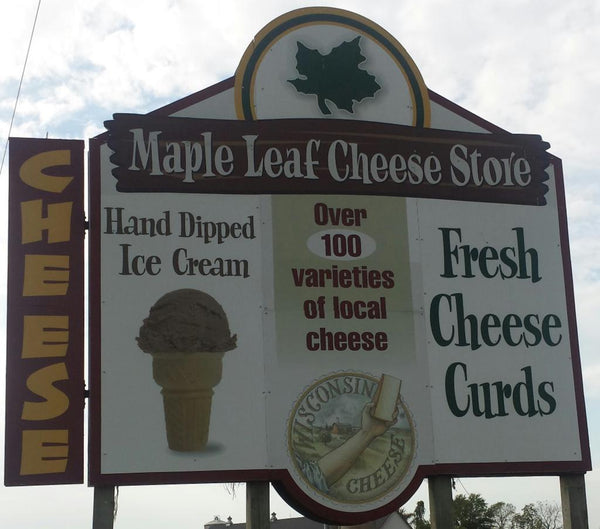 Maple Leaf Cheese Store
CHEESE
Hand Dipped
Ice Cream
Over
100
varieties
of local
cheese
WISCONSIN
CHEESE
Fresh
Cheese
Curds